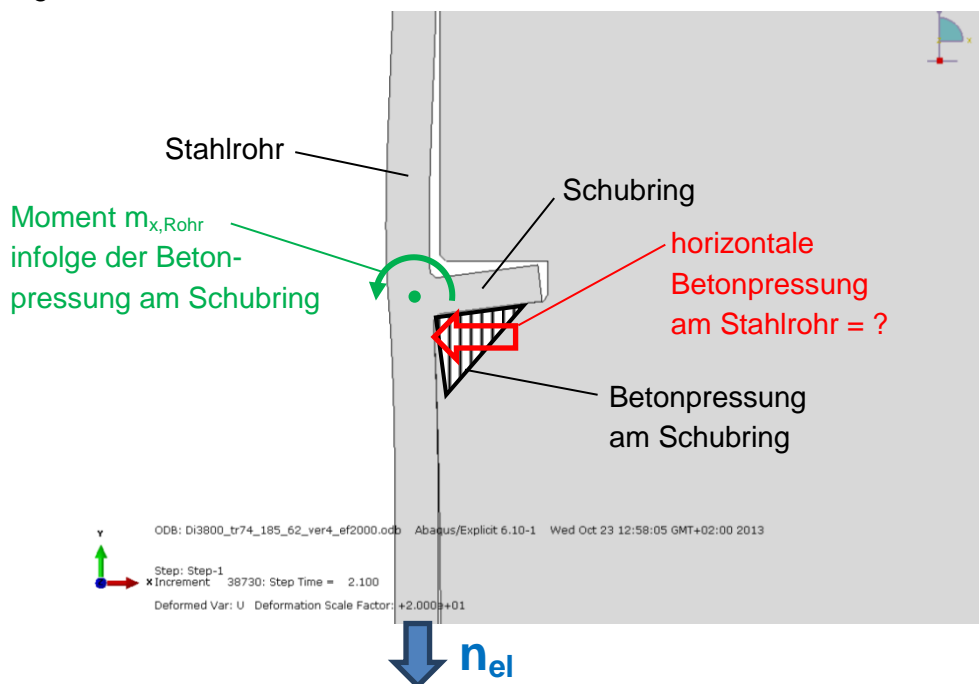 Stahlrohr
Schubring
Moment mx,Rohr
infolge der Beton-
pressung am Schubring
horizontale
Betonpressung
am Stahlrohr = ?
Betonpressung
am Schubring
Y
X
ODB: Di3800_tr74_185_62_ver4_ef2000.odb Abaqus/Explicit 6.10-1 Wed Oct 23 12:58:05 GMT+02:00 2013
Step: Step-1
Increment 38730: Step Time = 2.100
Deformed Var: U Deformation Scale Factor: +2.000e+01
nel